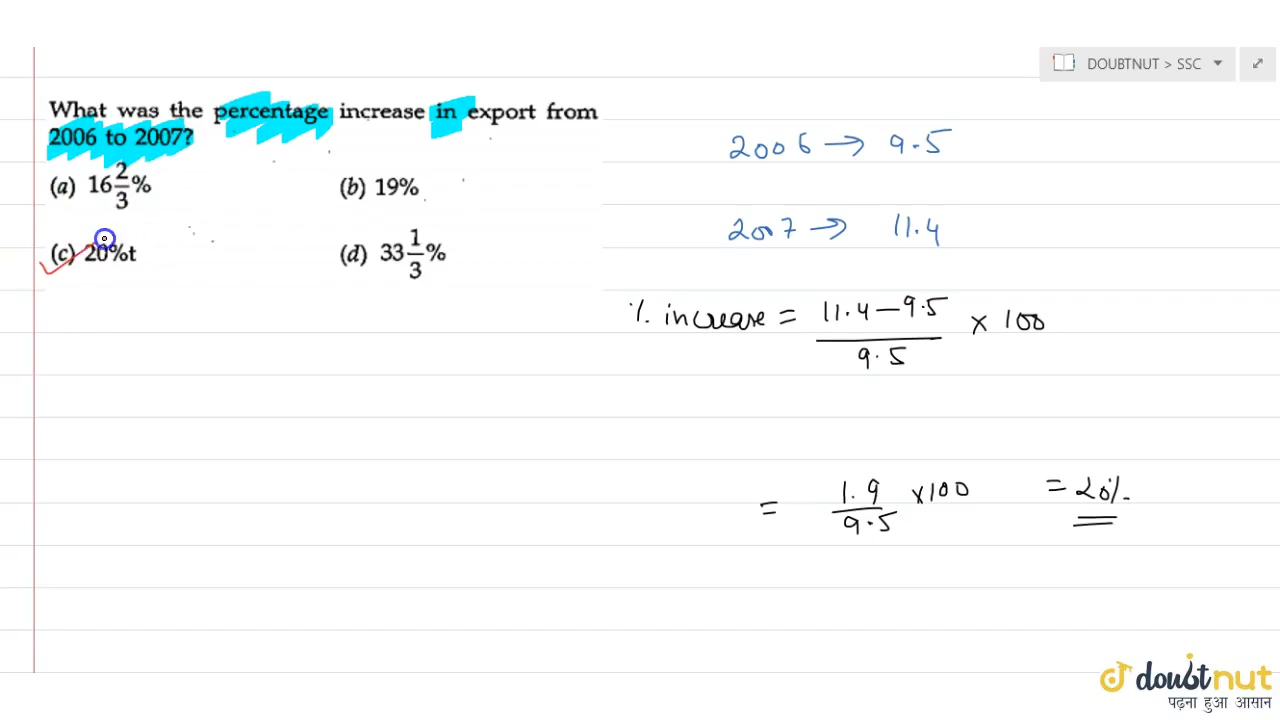 DOUBTNUT > SSC
What was the percentage increase in export from
2006 to 2007?
(a) 16 2/3 %
(b) 19%
(c) 20%t
(d) 33 1/3 %
2006 → 9.5
2007 → 11.4
% increase = (11.4 – 9.5)/9.5 × 100
= 1.9/9.5 × 100 = 20%
doubtnut
पढ़ना हुआ आसान